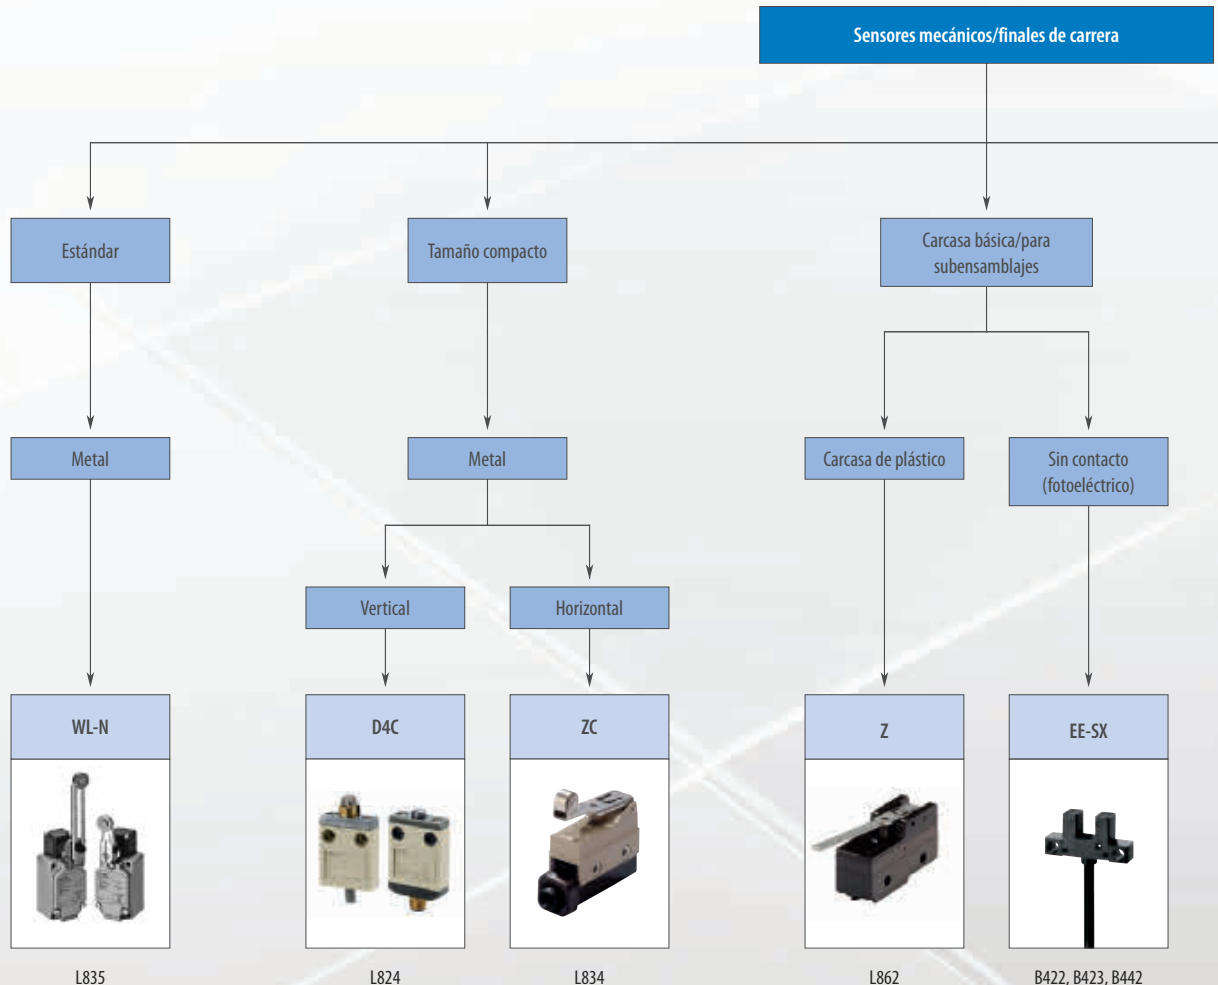 Sensores mecánicos/finales de carrera
Estándar
Tamaño compacto
Carcasa básica/para
subensamblajes
Metal
Metal
Carcasa de plástico
Sin contacto
(fotoeléctrico)
Vertical
Horizontal
WL-N
D4C
ZC
Z
EE-SX
L835
L824
L834
L862
B422, B423, B442